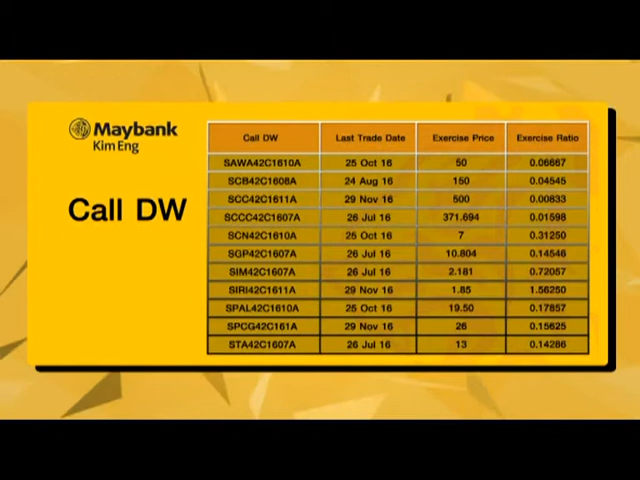 Maybank
Kim Eng
Call DW
Call DW Last Trade Date Exercise Price Exercise Ratio
SAWA42C1610A 25 Oct 16 50 0.06667
SCB42C1608A 24 Aug 16 150 0.04545
SCC42C1611A 29 Nov 16 500 0.00833
SCCC42C1607A 26 Jul 16 371.694 0.01598
SCN42C1610A 25 Oct 16 7 0.31250
SGP42C1607A 26 Jul 16 10.804 0.14546
SIM42C1607A 26 Jul 16 2.181 0.72057
SIRI42C1611A 29 Nov 16 1.85 1.56250
SPAL42C1610A 25 Oct 16 19.50 0.17857
SPCG42C161A 29 Nov 16 26 0.15625
STA42C1607A 26 Jul 16 13 0.14286